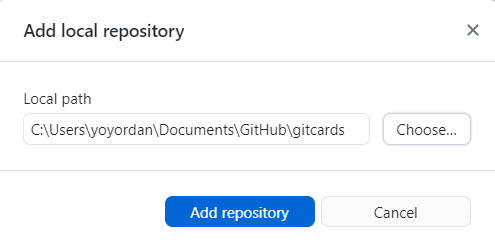 Add local repository
Local path
C:\Users\yoyordan\Documents\GitHub\gitcards
Choose...
Add repository
Cancel